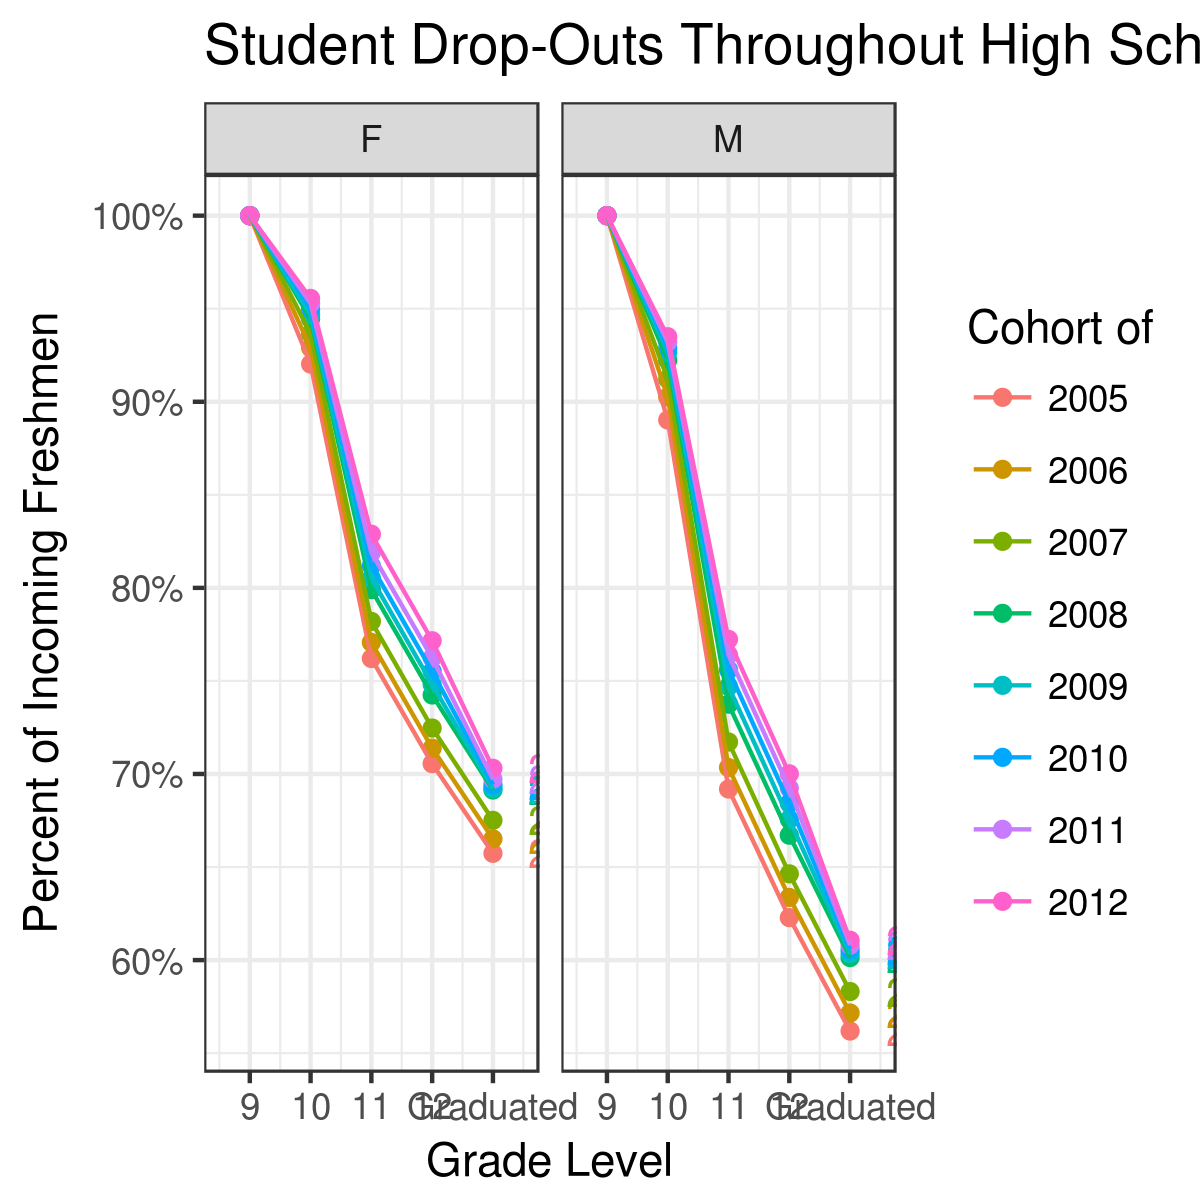 Student Drop-Outs Throughout High Sch
F
M
100%
90%
80%
70%
60%
Percent of Incoming Freshmen
9 10 11 12 Graduated
9 10 11 12 Graduated
Grade Level
Cohort of
2005
2006
2007
2008
2009
2010
2011
2012